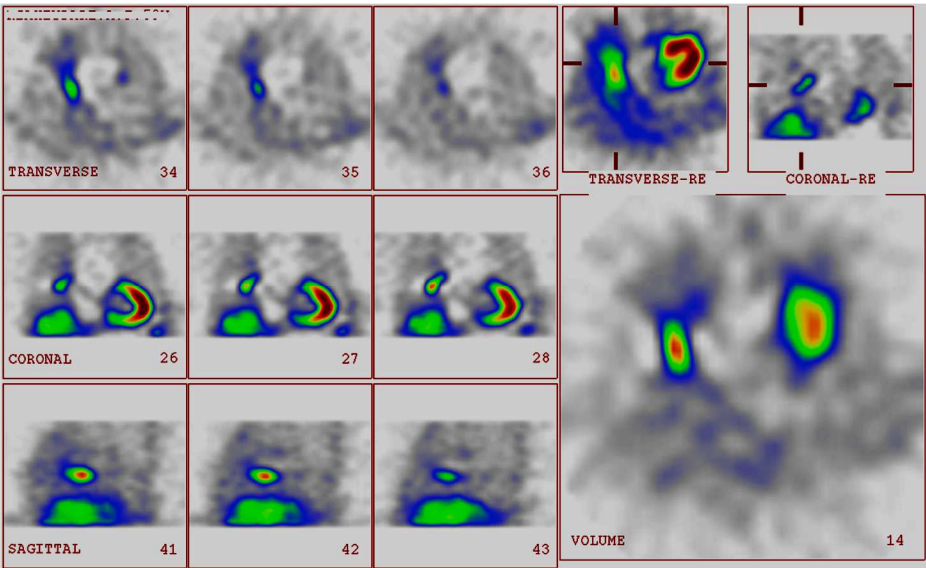 TRANSVERSE 34
35
36
TRANSVERSE-RE
CORONAL-RE
CORONAL 26
27
28
SAGITTAL 41
42
43
VOLUME 14